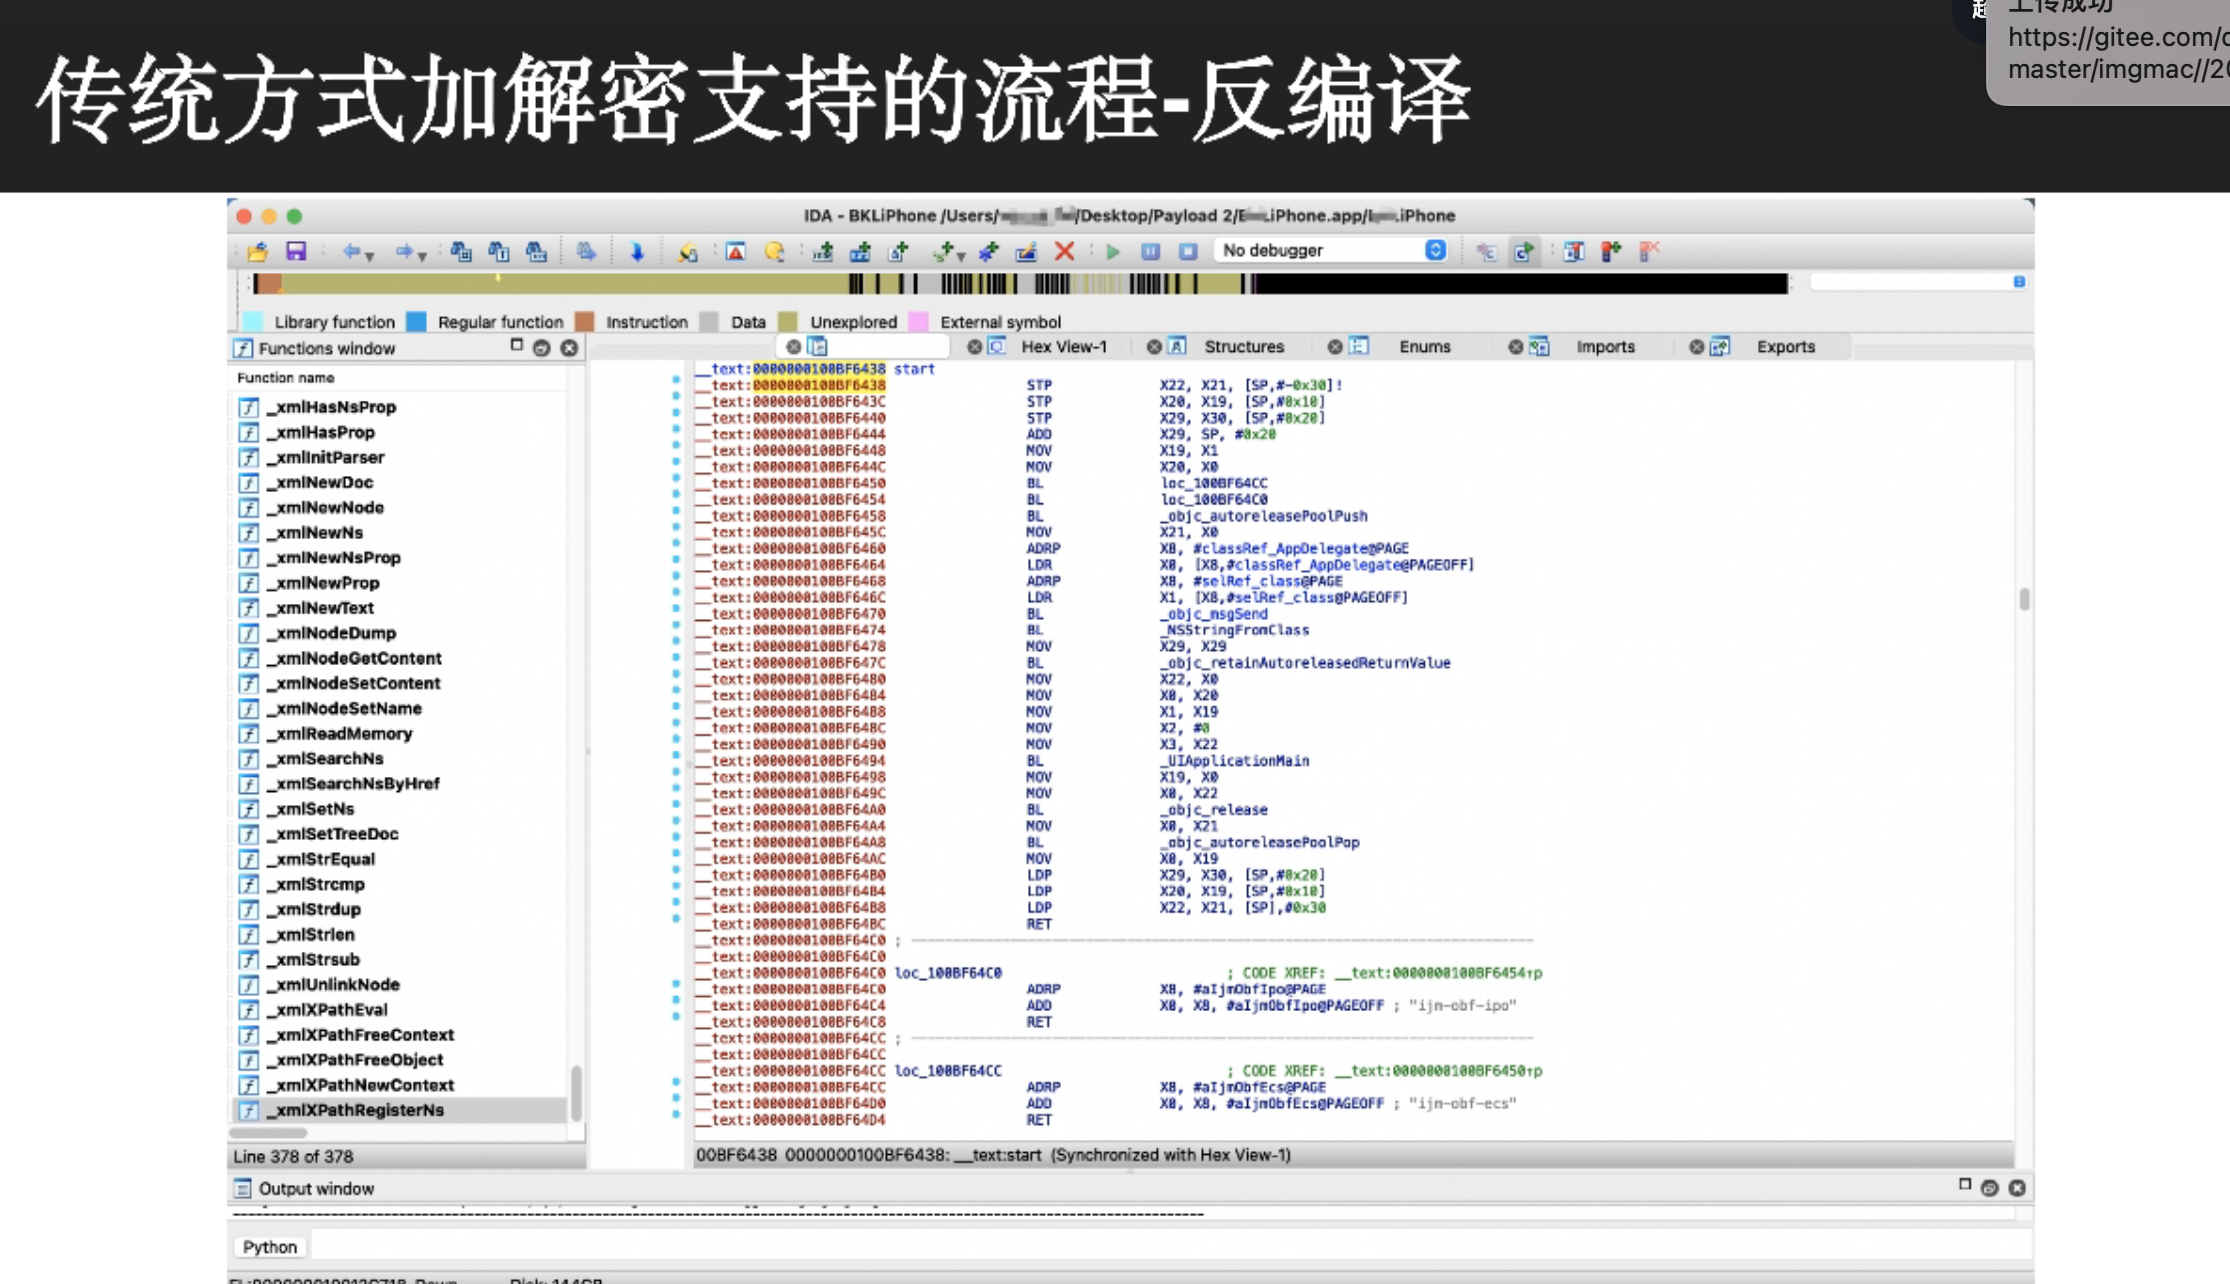 传统方式加解密支持的流程-反编译
上传成功
https://gitee.com/
master/imgmac//20
IDA - BKLiPhone /Users/ /Desktop/Payload 2/ LiPhone.app/ .iPhone
No debugger
Library function Regular function Instruction Data Unexplored External symbol
Functions window
Hex View-1 Structures Enums Imports Exports
Function name
_xmlHasNsProp
_xmlHasProp
_xmlInitParser
_xmlNewDoc
_xmlNewNode
_xmlNewNs
_xmlNewNsProp
_xmlNewProp
_xmlNewText
_xmlNodeDump
_xmlNodeGetContent
_xmlNodeSetContent
_xmlNodeSetName
_xmlReadMemory
_xmlSearchNs
_xmlSearchNsByHref
_xmlSetNs
_xmlSetTreeDoc
_xmlStrEqual
_xmlStrcmp
_xmlStrdup
_xmlStrlen
_xmlStrsub
_xmlUnlinkNode
_xmlXPathEval
_xmlXPathFreeContext
_xmlXPathFreeObject
_xmlXPathNewContext
_xmlXPathRegisterNs
Line 378 of 378
__text:0000000100BF6438 start
__text:0000000100BF6438 STP X22, X21, [SP,#-0x30]!
__text:0000000100BF643C STP X20, X19, [SP,#0x10]
__text:0000000100BF6440 STP X29, X30, [SP,#0x20]
__text:0000000100BF6444 ADD X29, SP, #0x20
__text:0000000100BF6448 MOV X19, X1
__text:0000000100BF644C MOV X20, X0
__text:0000000100BF6450 BL loc_100BF64CC
__text:0000000100BF6454 BL loc_100BF64C0
__text:0000000100BF6458 BL _objc_autoreleasePoolPush
__text:0000000100BF645C MOV X21, X0
__text:0000000100BF6460 ADRP X8, #classRef_AppDelegate@PAGE
__text:0000000100BF6464 LDR X0, [X8,#classRef_AppDelegate@PAGEOFF]
__text:0000000100BF6468 ADRP X8, #selRef_class@PAGE
__text:0000000100BF646C LDR X1, [X8,#selRef_class@PAGEOFF]
__text:0000000100BF6470 BL _objc_msgSend
__text:0000000100BF6474 BL _NSStringFromClass
__text:0000000100BF6478 MOV X29, X29
__text:0000000100BF647C BL _objc_retainAutoreleasedReturnValue
__text:0000000100BF6480 MOV X22, X0
__text:0000000100BF6484 MOV X0, X20
__text:0000000100BF6488 MOV X1, X19
__text:0000000100BF648C MOV X2, #0
__text:0000000100BF6490 MOV X3, X22
__text:0000000100BF6494 BL _UIApplicationMain
__text:0000000100BF6498 MOV X19, X0
__text:0000000100BF649C MOV X0, X22
__text:0000000100BF64A0 BL _objc_release
__text:0000000100BF64A4 MOV X0, X21
__text:0000000100BF64A8 BL _objc_autoreleasePoolPop
__text:0000000100BF64AC MOV X0, X19
__text:0000000100BF64B0 LDP X29, X30, [SP,#0x20]
__text:0000000100BF64B4 LDP X20, X19, [SP,#0x10]
__text:0000000100BF64B8 LDP X22, X21, [SP],#0x30
__text:0000000100BF64BC RET
__text:0000000100BF64C0 ;
__text:0000000100BF64C0
__text:0000000100BF64C0 loc_100BF64C0 ; CODE XREF: __text:0000000100BF6454↑p
__text:0000000100BF64C0 ADRP X8, #aIjmObfIpo@PAGE
__text:0000000100BF64C4 ADD X0, X8, #aIjmObfIpo@PAGEOFF ; "ijm-obf-ipo"
__text:0000000100BF64C8 RET
__text:0000000100BF64CC ;
__text:0000000100BF64CC
__text:0000000100BF64CC loc_100BF64CC ; CODE XREF: __text:0000000100BF6450↑p
__text:0000000100BF64CC ADRP X8, #aIjmObfEcs@PAGE
__text:0000000100BF64D0 ADD X0, X8, #aIjmObfEcs@PAGEOFF ; "ijm-obf-ecs"
__text:0000000100BF64D4 RET
00BF6438 0000000100BF6438: __text:start (Synchronized with Hex View-1)
Output window
Python